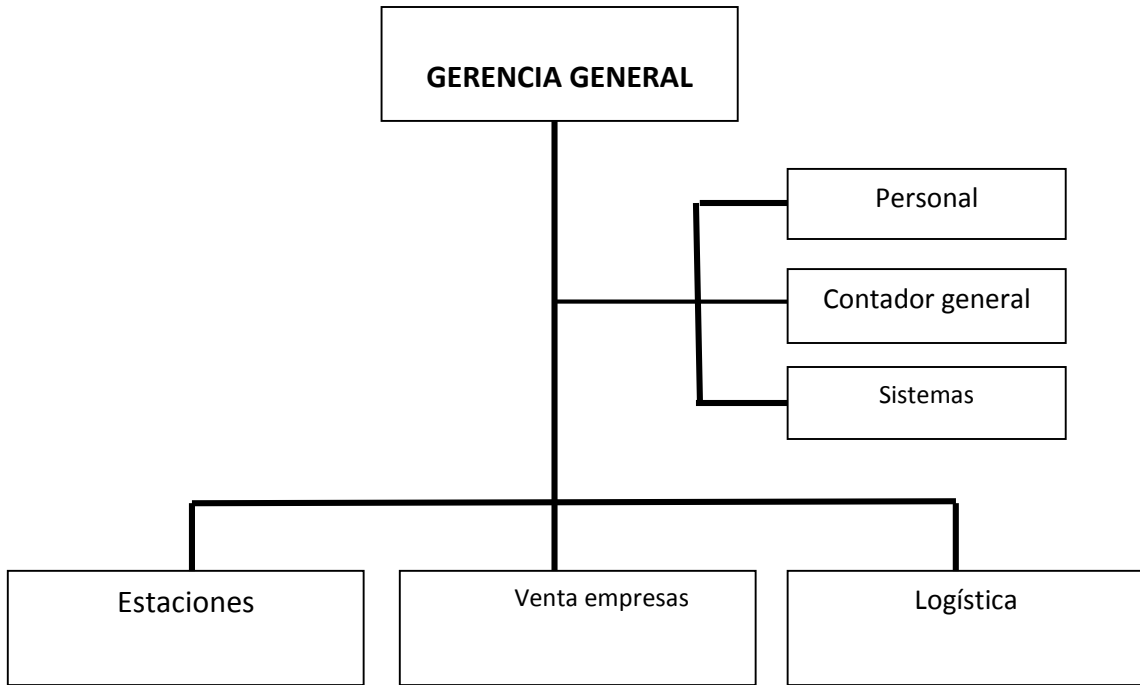 GERENCIA GENERAL
Personal
Contador general
Sistemas
Estaciones
Venta empresas
Logística